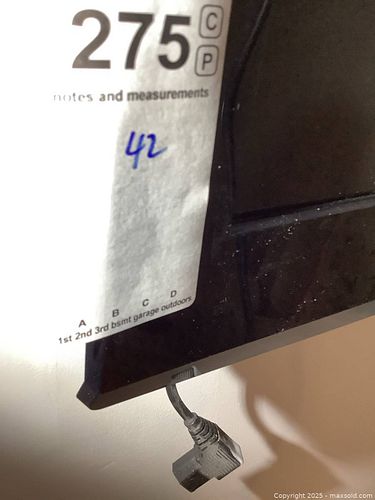 275 C
P
notes and measurements
42
A B C D
1st 2nd 3rd bsmt garage outdoors
Copyright 2025 - maxsold.com